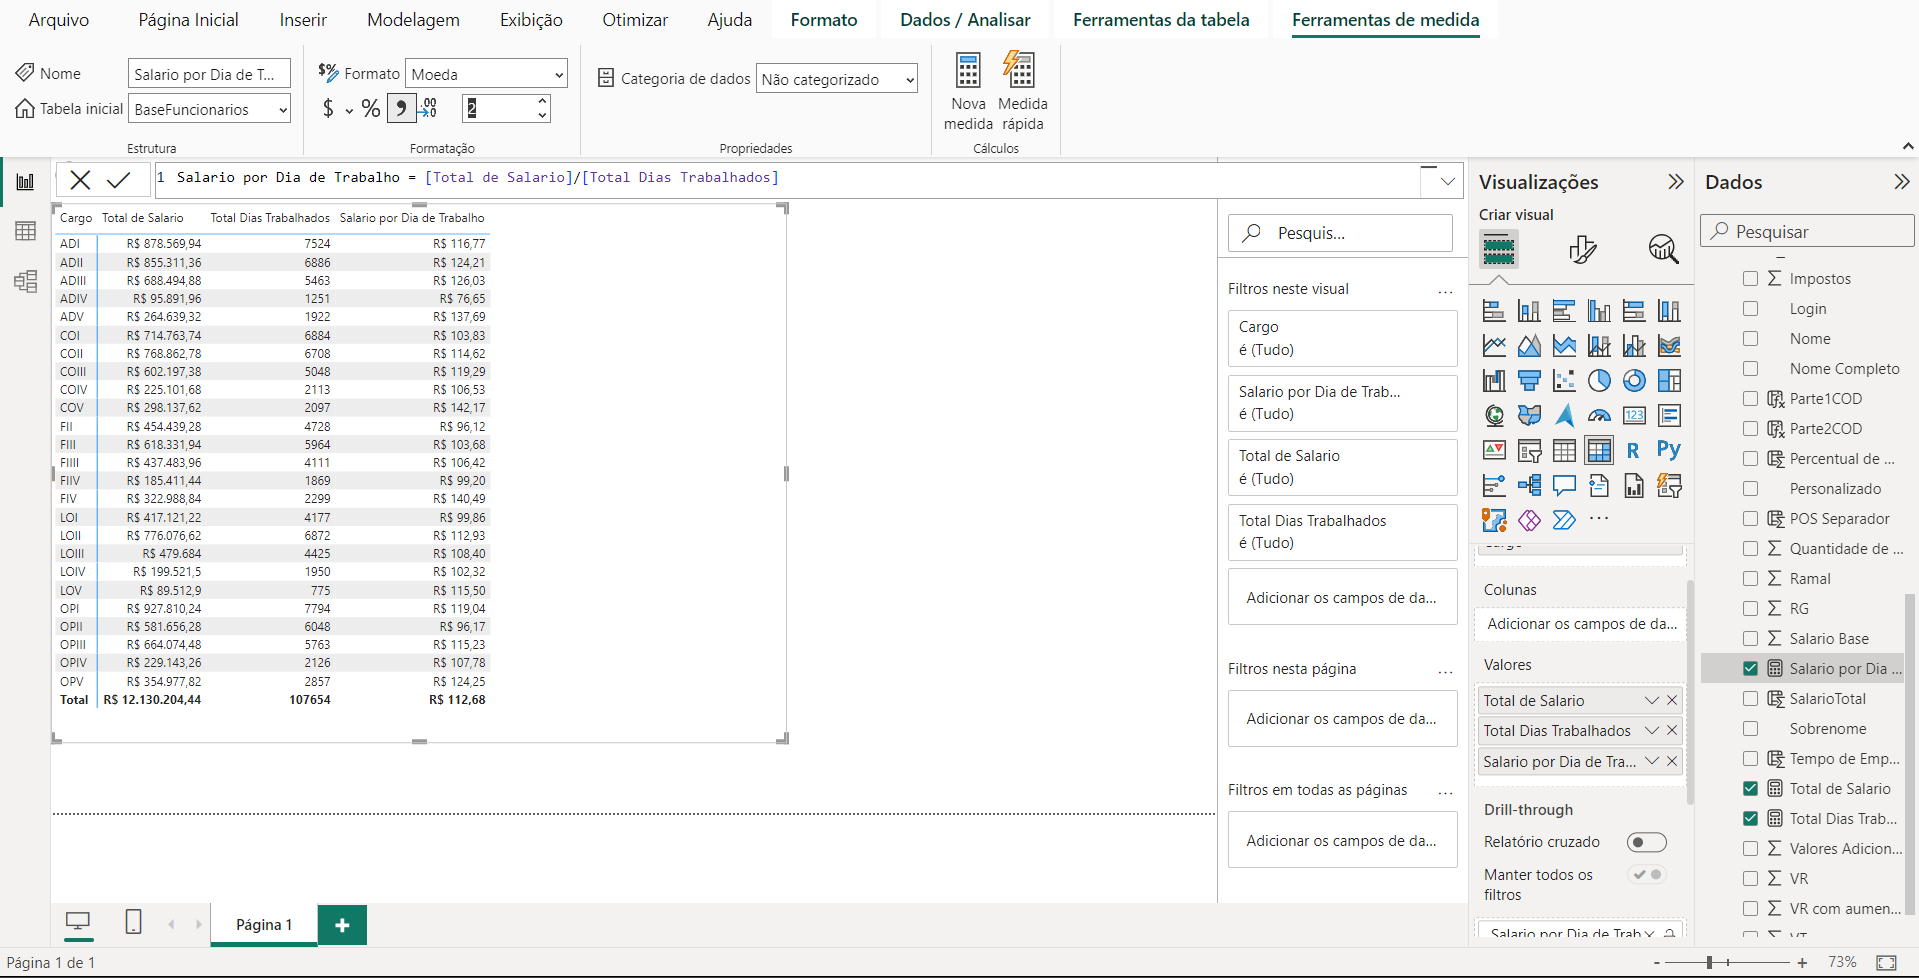 Arquivo Página Inicial Inserir Modelagem Exibição Otimizar Ajuda Formato Dados / Analisar Ferramentas da tabela Ferramentas de medida
Nome Salario por Dia de T... Formato Moeda Categoria de dados Não categorizado Nova medida Medida rápida
Tabela inicial BaseFuncionarios $ % 9 .00 2
Estrutura Formatação Propriedades Cálculos
1 Salario por Dia de Trabalho = [Total de Salario]/[Total Dias Trabalhados]
Cargo Total de Salario Total Dias Trabalhados Salario por Dia de Trabalho
ADI R$ 878.569,94 7524 R$ 116,77
ADII R$ 855.311,36 6886 R$ 124,21
ADIII R$ 688.494,88 5463 R$ 126,03
ADIV R$ 95.891,96 1251 R$ 76,65
ADV R$ 264.639,32 1922 R$ 137,69
COI R$ 714.763,74 6884 R$ 103,83
COII R$ 768.862,78 6708 R$ 114,62
COIII R$ 602.197,38 5048 R$ 119,29
COIV R$ 225.101,68 2113 R$ 106,53
COV R$ 298.137,62 2097 R$ 142,17
FII R$ 454.439,28 4728 R$ 96,12
FIII R$ 618.331,94 5964 R$ 103,68
FIIII R$ 437.483,96 4111 R$ 106,42
FIIV R$ 185.411,44 1869 R$ 99,20
FIV R$ 322.988,84 2299 R$ 140,49
LOI R$ 417.121,22 4177 R$ 99,86
LOII R$ 776.076,62 6872 R$ 112,93
LOIII R$ 479.684 4425 R$ 108,40
LOIV R$ 199.521,5 1950 R$ 102,32
LOV R$ 89.512,9 775 R$ 115,50
OPI R$ 927.810,24 7794 R$ 119,04
OPII R$ 581.656,28 6048 R$ 96,17
OPIII R$ 664.074,48 5763 R$ 115,23
OPIV R$ 229.143,26 2126 R$ 107,78
OPV R$ 354.977,82 2857 R$ 124,25
Total R$ 12.130.204,44 107654 R$ 112,68
Pesquis...
Filtros neste visual ...
Cargo
é (Tudo)
Salario por Dia de Trab...
é (Tudo)
Total de Salario
é (Tudo)
Total Dias Trabalhados
é (Tudo)
Adicionar os campos de da...
Filtros nesta página ...
Adicionar os campos de da...
Filtros em todas as páginas ...
Adicionar os campos de da...
Visualizações
Criar visual
123
R Py
...
Colunas
Adicionar os campos de da...
Valores
Total de Salario
Total Dias Trabalhados
Salario por Dia de Tra...
Drill-through
Relatório cruzado
Manter todos os
filtros
Salario por Dia de Trab
Dados
Pesquisar
Impostos
Login
Nome
Nome Completo
Parte1COD
Parte2COD
Percentual de ...
Personalizado
POS Separador
Quantidade de ...
Ramal
RG
Salario Base
Salario por Dia ...
SalarioTotal
Sobrenome
Tempo de Emp...
Total de Salario
Total Dias Trab...
Valores Adicion...
VR
VR com aumen...
Página 1 +
Página 1 de 1
- + 73%